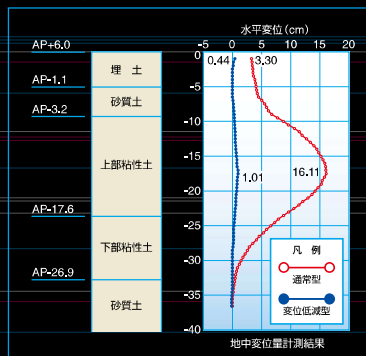 水平変位(cm)
-5 0 5 10 15 20
AP+6.0
AP-1.1
AP-3.2
AP-17.6
AP-26.9
埋 土
砂質土
上部粘性土
下部粘性土
砂質土
0
-5
-10
-15
-20
-25
-30
-35
-40
0.44
3.30
1.01
16.11
凡 例
通常型
変位低減型
地中変位量計測結果